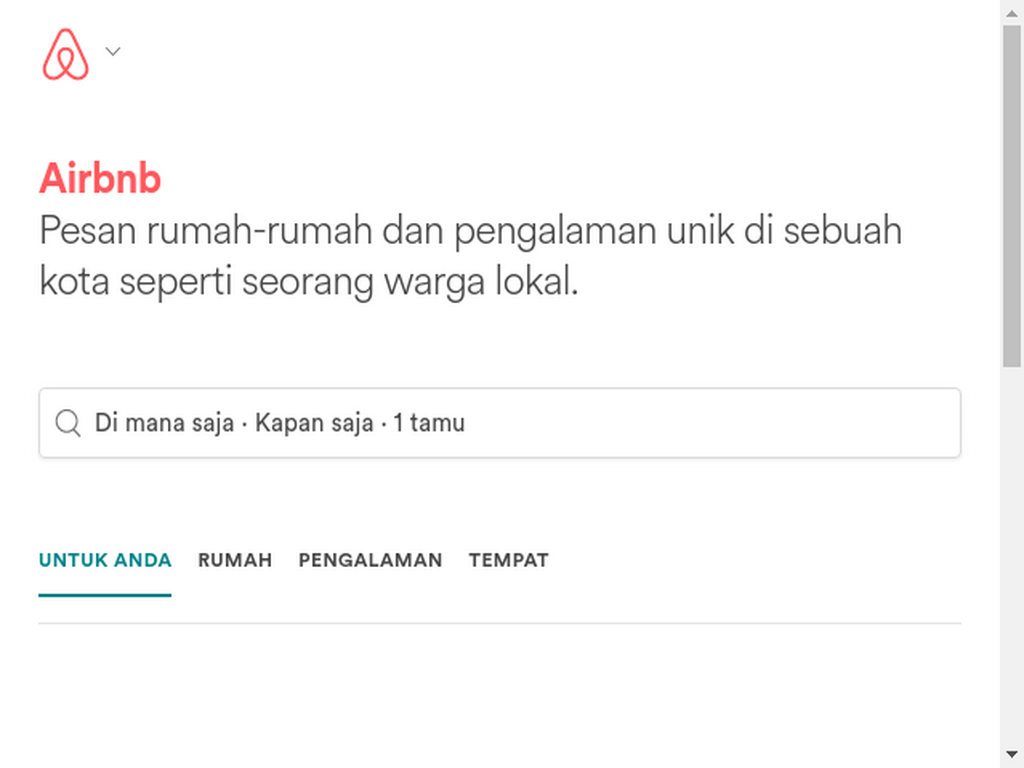 Airbnb
Pesan rumah-rumah dan pengalaman unik di sebuah
kota seperti seorang warga lokal.
Di mana saja · Kapan saja · 1 tamu
UNTUK ANDA RUMAH PENGALAMAN TEMPAT